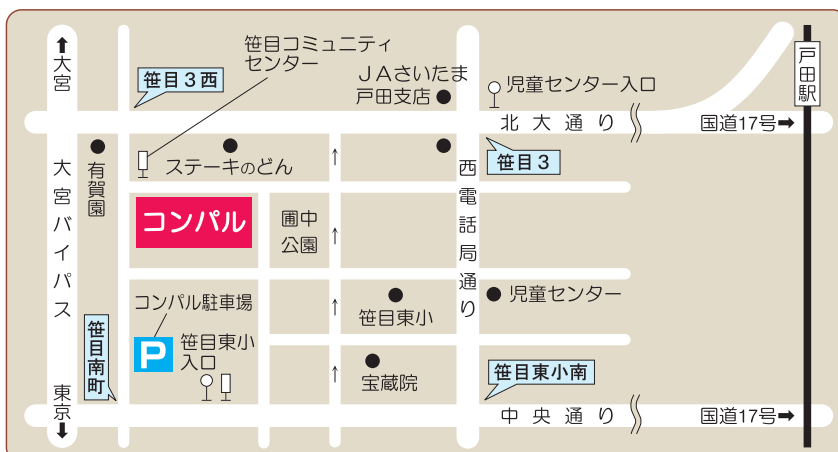 大宮
笹目3西
笹目コミュニティ
センター
JAさいたま
戸田支店
児童センター入口
戸田駅
北大通り
国道17号
有賀園
ステーキのどん
笹目3
大宮バイパス
コンパル
圃中
公園
西電話局通り
コンパル駐車場
笹目東小
児童センター
笹目南町
P
笹目東小
入口
宝蔵院
笹目東小南
東京
中央通り
国道17号